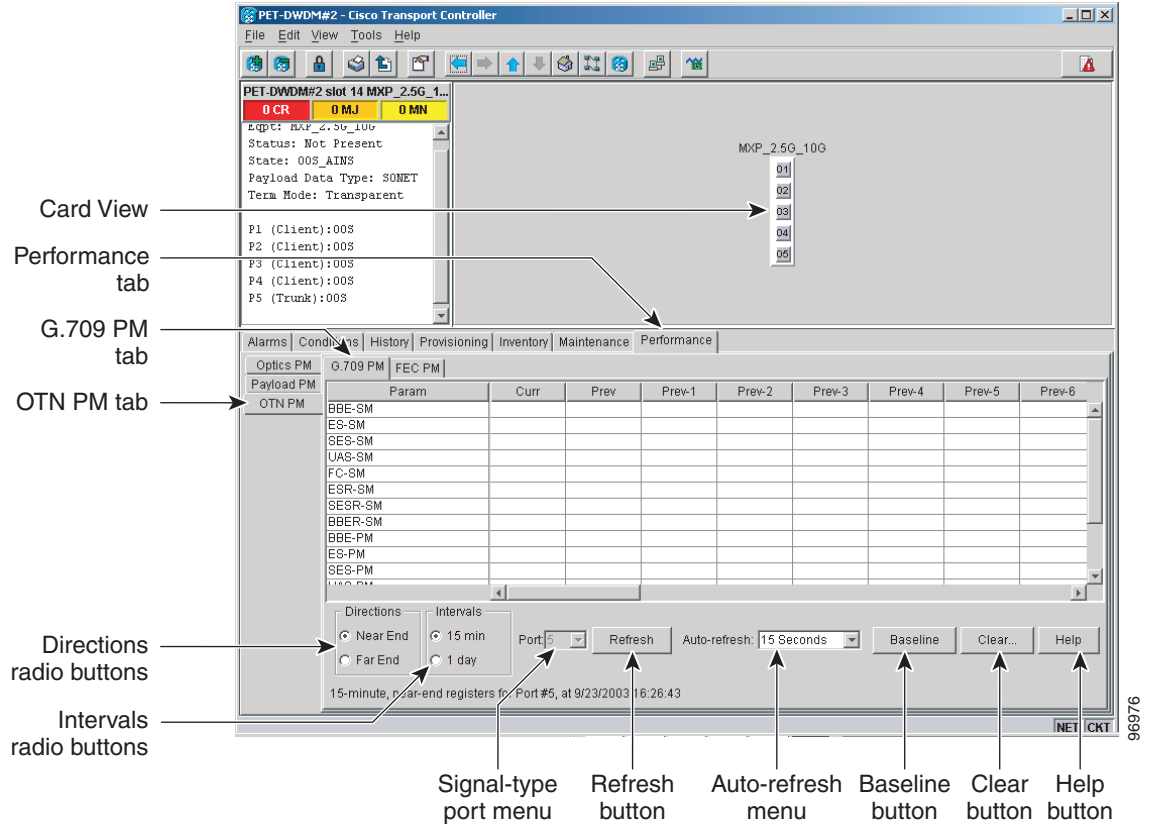 PET-DWDM#2 - Cisco Transport Controller
File Edit View Tools Help
PET-DWDM#2 slot 14 MXP_2.5G_1...
0 CR 0 MJ 0 MN
Eqpt: MXP_2.5G_10G
Status: Not Present
State: OOS_AINS
Payload Data Type: SONET
Term Mode: Transparent
P1 (Client):OOS
P2 (Client):OOS
P3 (Client):OOS
P4 (Client):OOS
P5 (Trunk):OOS
MXP_2.5G_10G
01
02
03
04
05
Card View
Performance
tab
G.709 PM
tab
OTN PM tab
Alarms Conditions History Provisioning Inventory Maintenance Performance
Optics PM
Payload PM
OTN PM
G.709 PM FEC PM
Param Curr Prev Prev-1 Prev-2 Prev-3 Prev-4 Prev-5 Prev-6
BBE-SM
ES-SM
SES-SM
UAS-SM
FC-SM
ESR-SM
SESR-SM
BBER-SM
BBE-PM
ES-PM
SES-PM
UAS-PM
Directions Intervals
Near End 15 min
Far End 1 day
Port: 5 Refresh Auto-refresh: 15 Seconds Baseline Clear... Help
15-minute, near-end registers for Port #5, at 9/23/2003 16:26:43
NET CKT
Directions
radio buttons
Intervals
radio buttons
Signal-type
port menu
Refresh
button
Auto-refresh
menu
Baseline
button
Clear
button
Help
button
96976